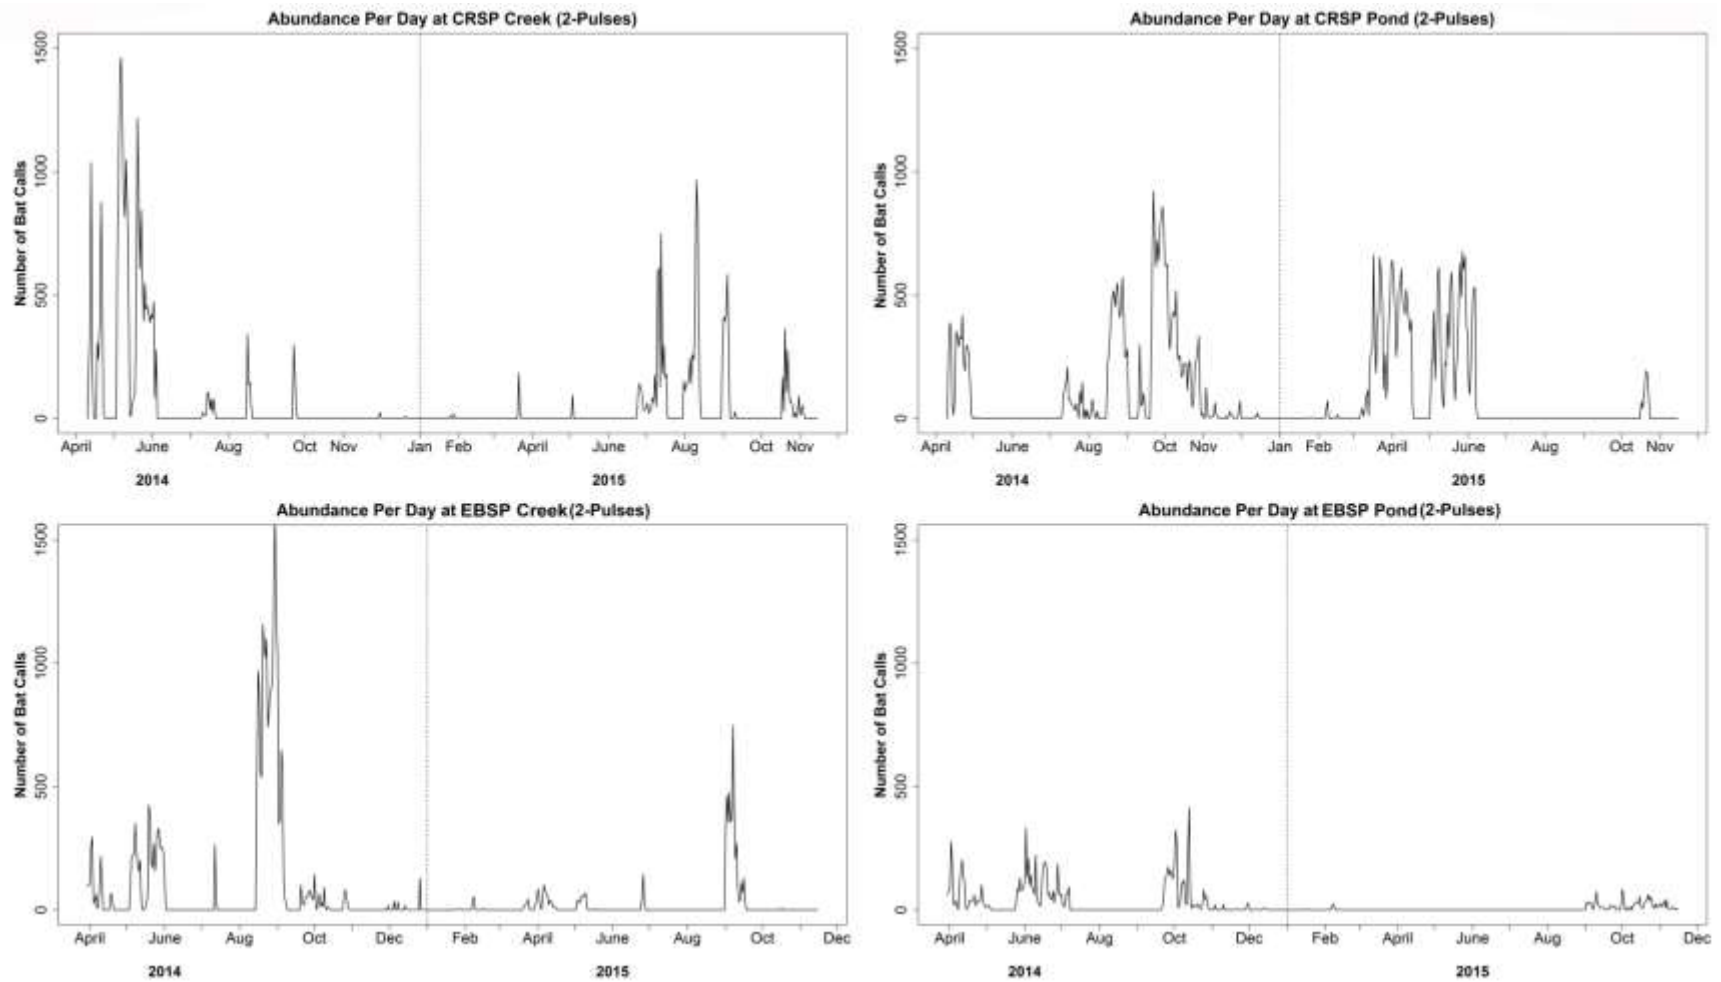 Abundance Per Day at CRSP Creek (2-Pulses)
Number of Bat Calls
0 500 1000 1500
April June Aug Oct Nov Jan Feb April June Aug Oct Nov
2014 2015
Abundance Per Day at CRSP Pond (2-Pulses)
Number of Bat Calls
0 500 1000 1500
April June Aug Oct Nov Jan Feb April June Aug Oct Nov
2014 2015
Abundance Per Day at EBSP Creek(2-Pulses)
Number of Bat Calls
0 500 1000 1500
April June Aug Oct Dec Feb April June Aug Oct Dec
2014 2015
Abundance Per Day at EBSP Pond(2-Pulses)
Number of Bat Calls
0 500 1000 1500
April June Aug Oct Dec Feb April June Aug Oct Dec
2014 2015